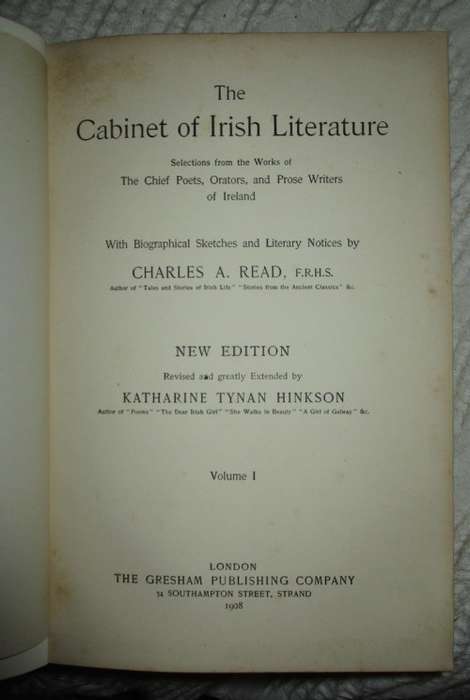 The
Cabinet of Irish Literature
Selections from the Works of
The Chief Poets, Orators, and Prose Writers
of Ireland
With Biographical Sketches and Literary Notices by
CHARLES A. READ, F.R.H.S.
Author of "Tales and Stories of Irish Life" "Stories from the Ancient Classics" &c.
NEW EDITION
Revised and greatly Extended by
KATHARINE TYNAN HINKSON
Author of "Poems" "The Dear Irish Girl" "She Walks in Beauty" "A Girl of Galway" &c.
Volume I
LONDON
THE GRESHAM PUBLISHING COMPANY
34 SOUTHAMPTON STREET, STRAND
1908